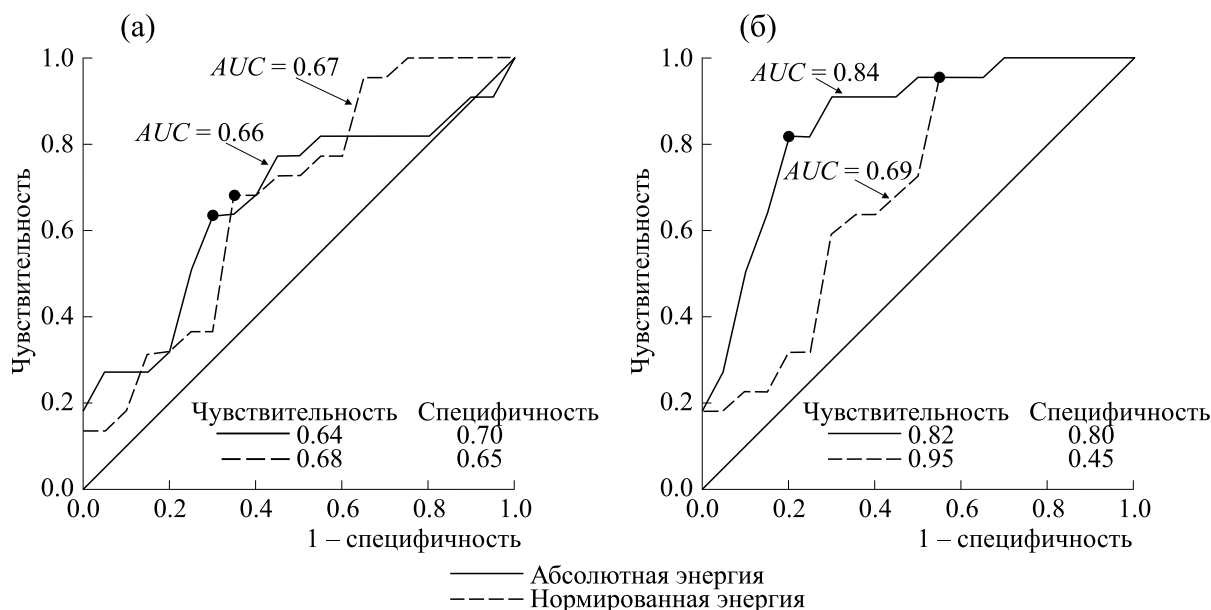 (а)
1.0
0.8
0.6
0.4
0.2
0.0
Чувствительность
AUC = 0.67
AUC = 0.66
Чувствительность Специфичность
0.64 0.70
0.68 0.65
0.0 0.2 0.4 0.6 0.8 1.0
1 – специфичность
(б)
1.0
0.8
0.6
0.4
0.2
0.0
Чувствительность
AUC = 0.84
AUC = 0.69
Чувствительность Специфичность
0.82 0.80
0.95 0.45
0.0 0.2 0.4 0.6 0.8 1.0
1 – специфичность
Абсолютная энергия
Нормированная энергия